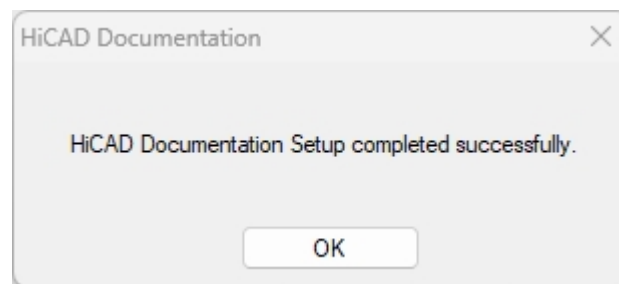 HiCAD Documentation
HiCAD Documentation Setup completed successfully.
OK